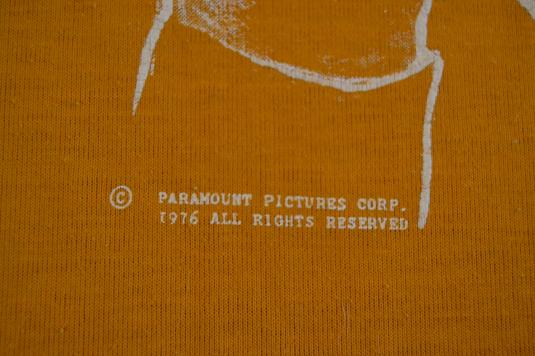 © PARAMOUNT PICTURES CORP.
1976 ALL RIGHTS RESERVED